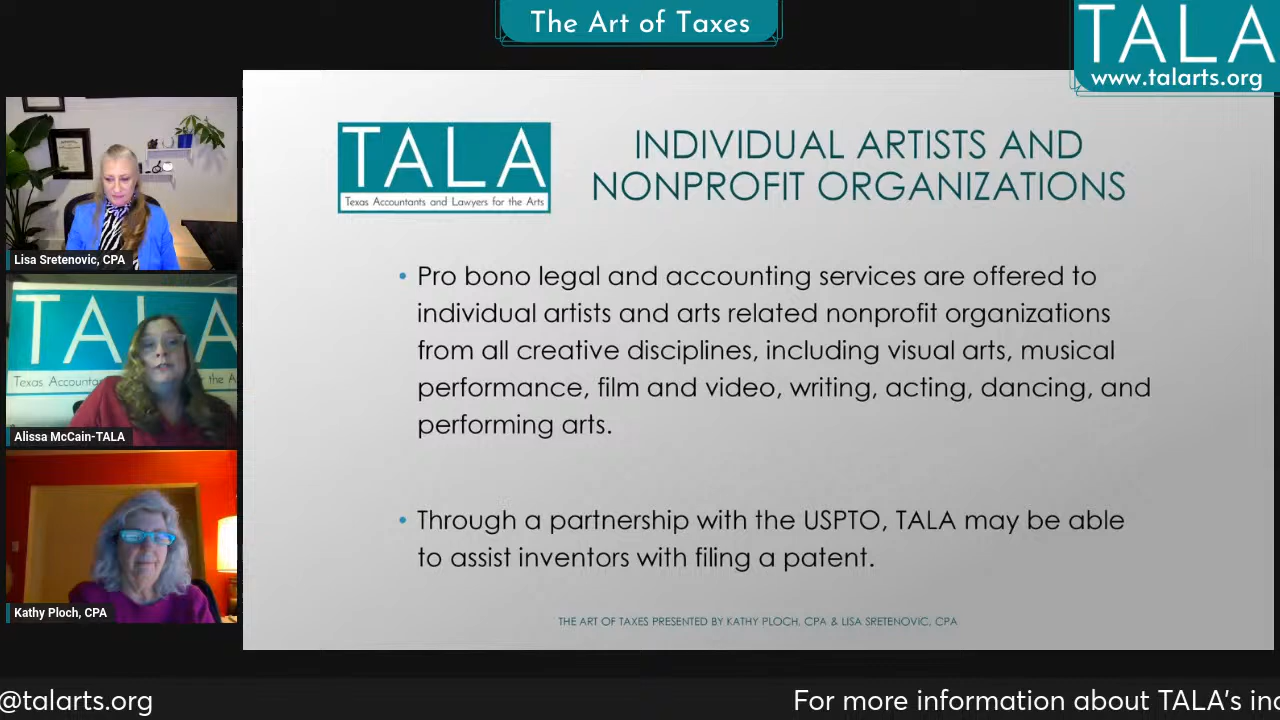 The Art of Taxes
TALA
www.talarts.org
TALA
Texas Accountants and Lawyers for the Arts
INDIVIDUAL ARTISTS AND
NONPROFIT ORGANIZATIONS
• Pro bono legal and accounting services are offered to
individual artists and arts related nonprofit organizations
from all creative disciplines, including visual arts, musical
performance, film and video, writing, acting, dancing, and
performing arts.
• Through a partnership with the USPTO, TALA may be able
to assist inventors with filing a patent.
THE ART OF TAXES PRESENTED BY KATHY PLOCH, CPA & LISA SRETENOVIC, CPA
Lisa Sretenovic, CPA
TALA
Texas Accounta
the A
Alissa McCain-TALA
Kathy Ploch, CPA
@talarts.org
For more information about TALA's